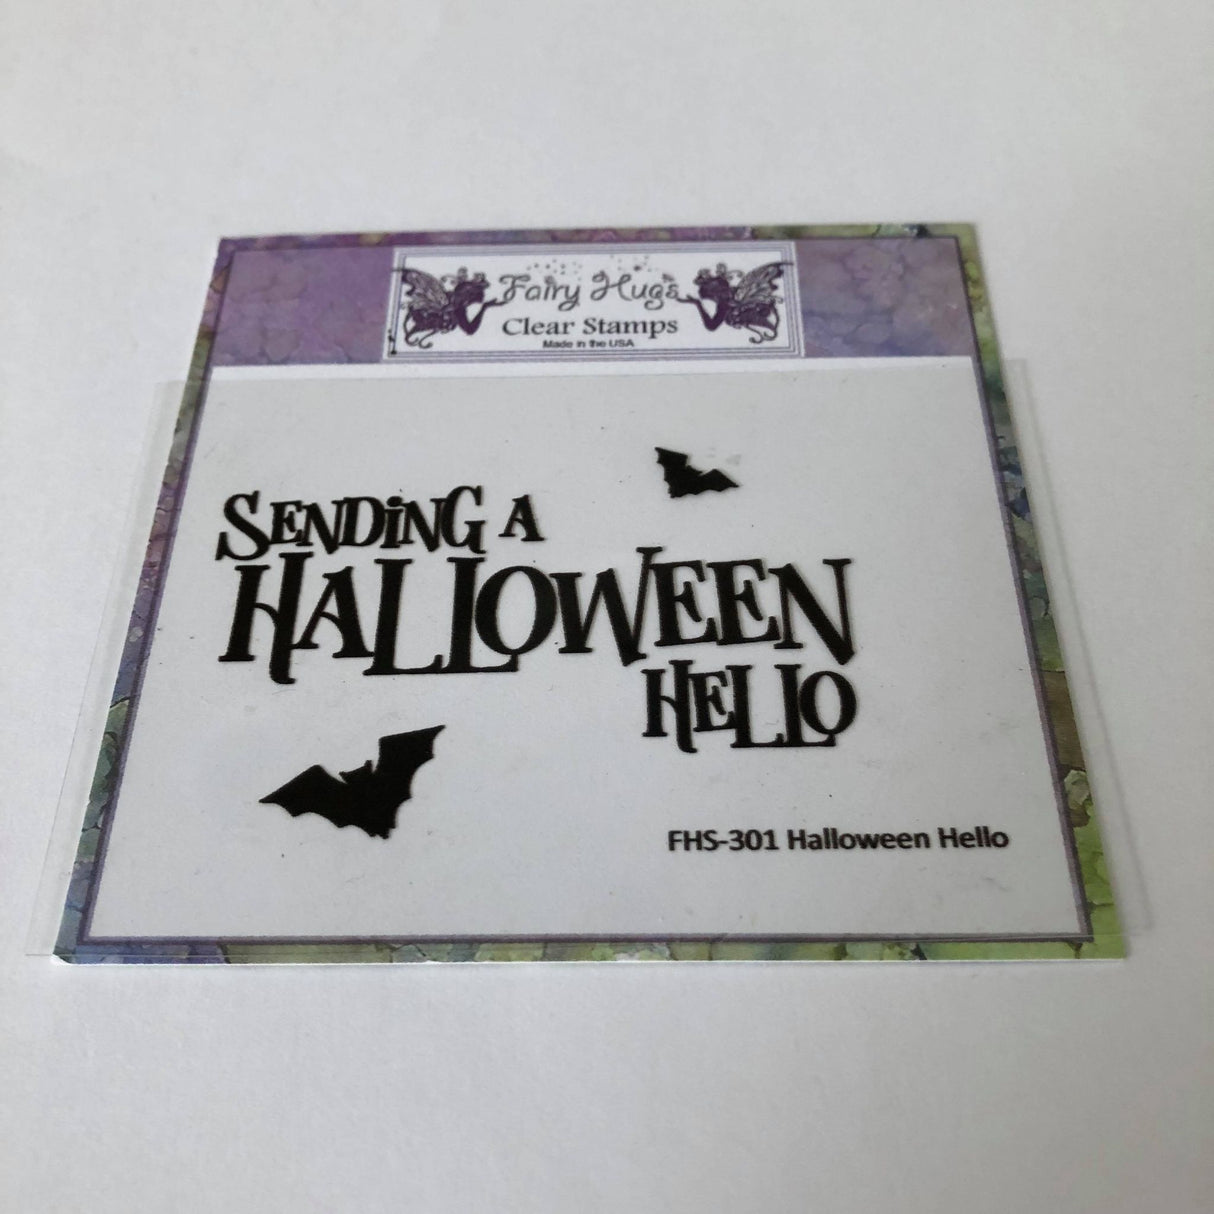 Fairy Hugs
Clear Stamps
Made in the USA
SENDiNG A
HALLOWEEN
HELLO
FHS-301 Halloween Hello